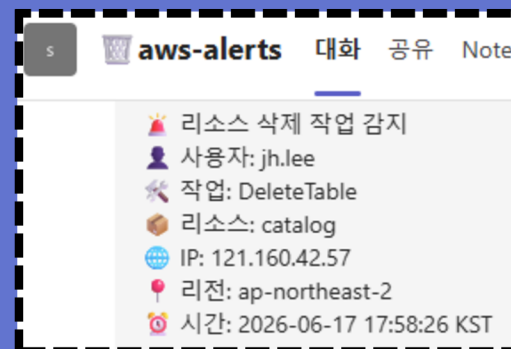 s
🗑️ aws-alerts 대화 공유 Note
🚨 리소스 삭제 작업 감지
👤 사용자: jh.lee
🛠️ 작업: DeleteTable
📦 리소스: catalog
🌐 IP: 121.160.42.57
📍 리전: ap-northeast-2
⏰ 시간: 2026-06-17 17:58:26 KST